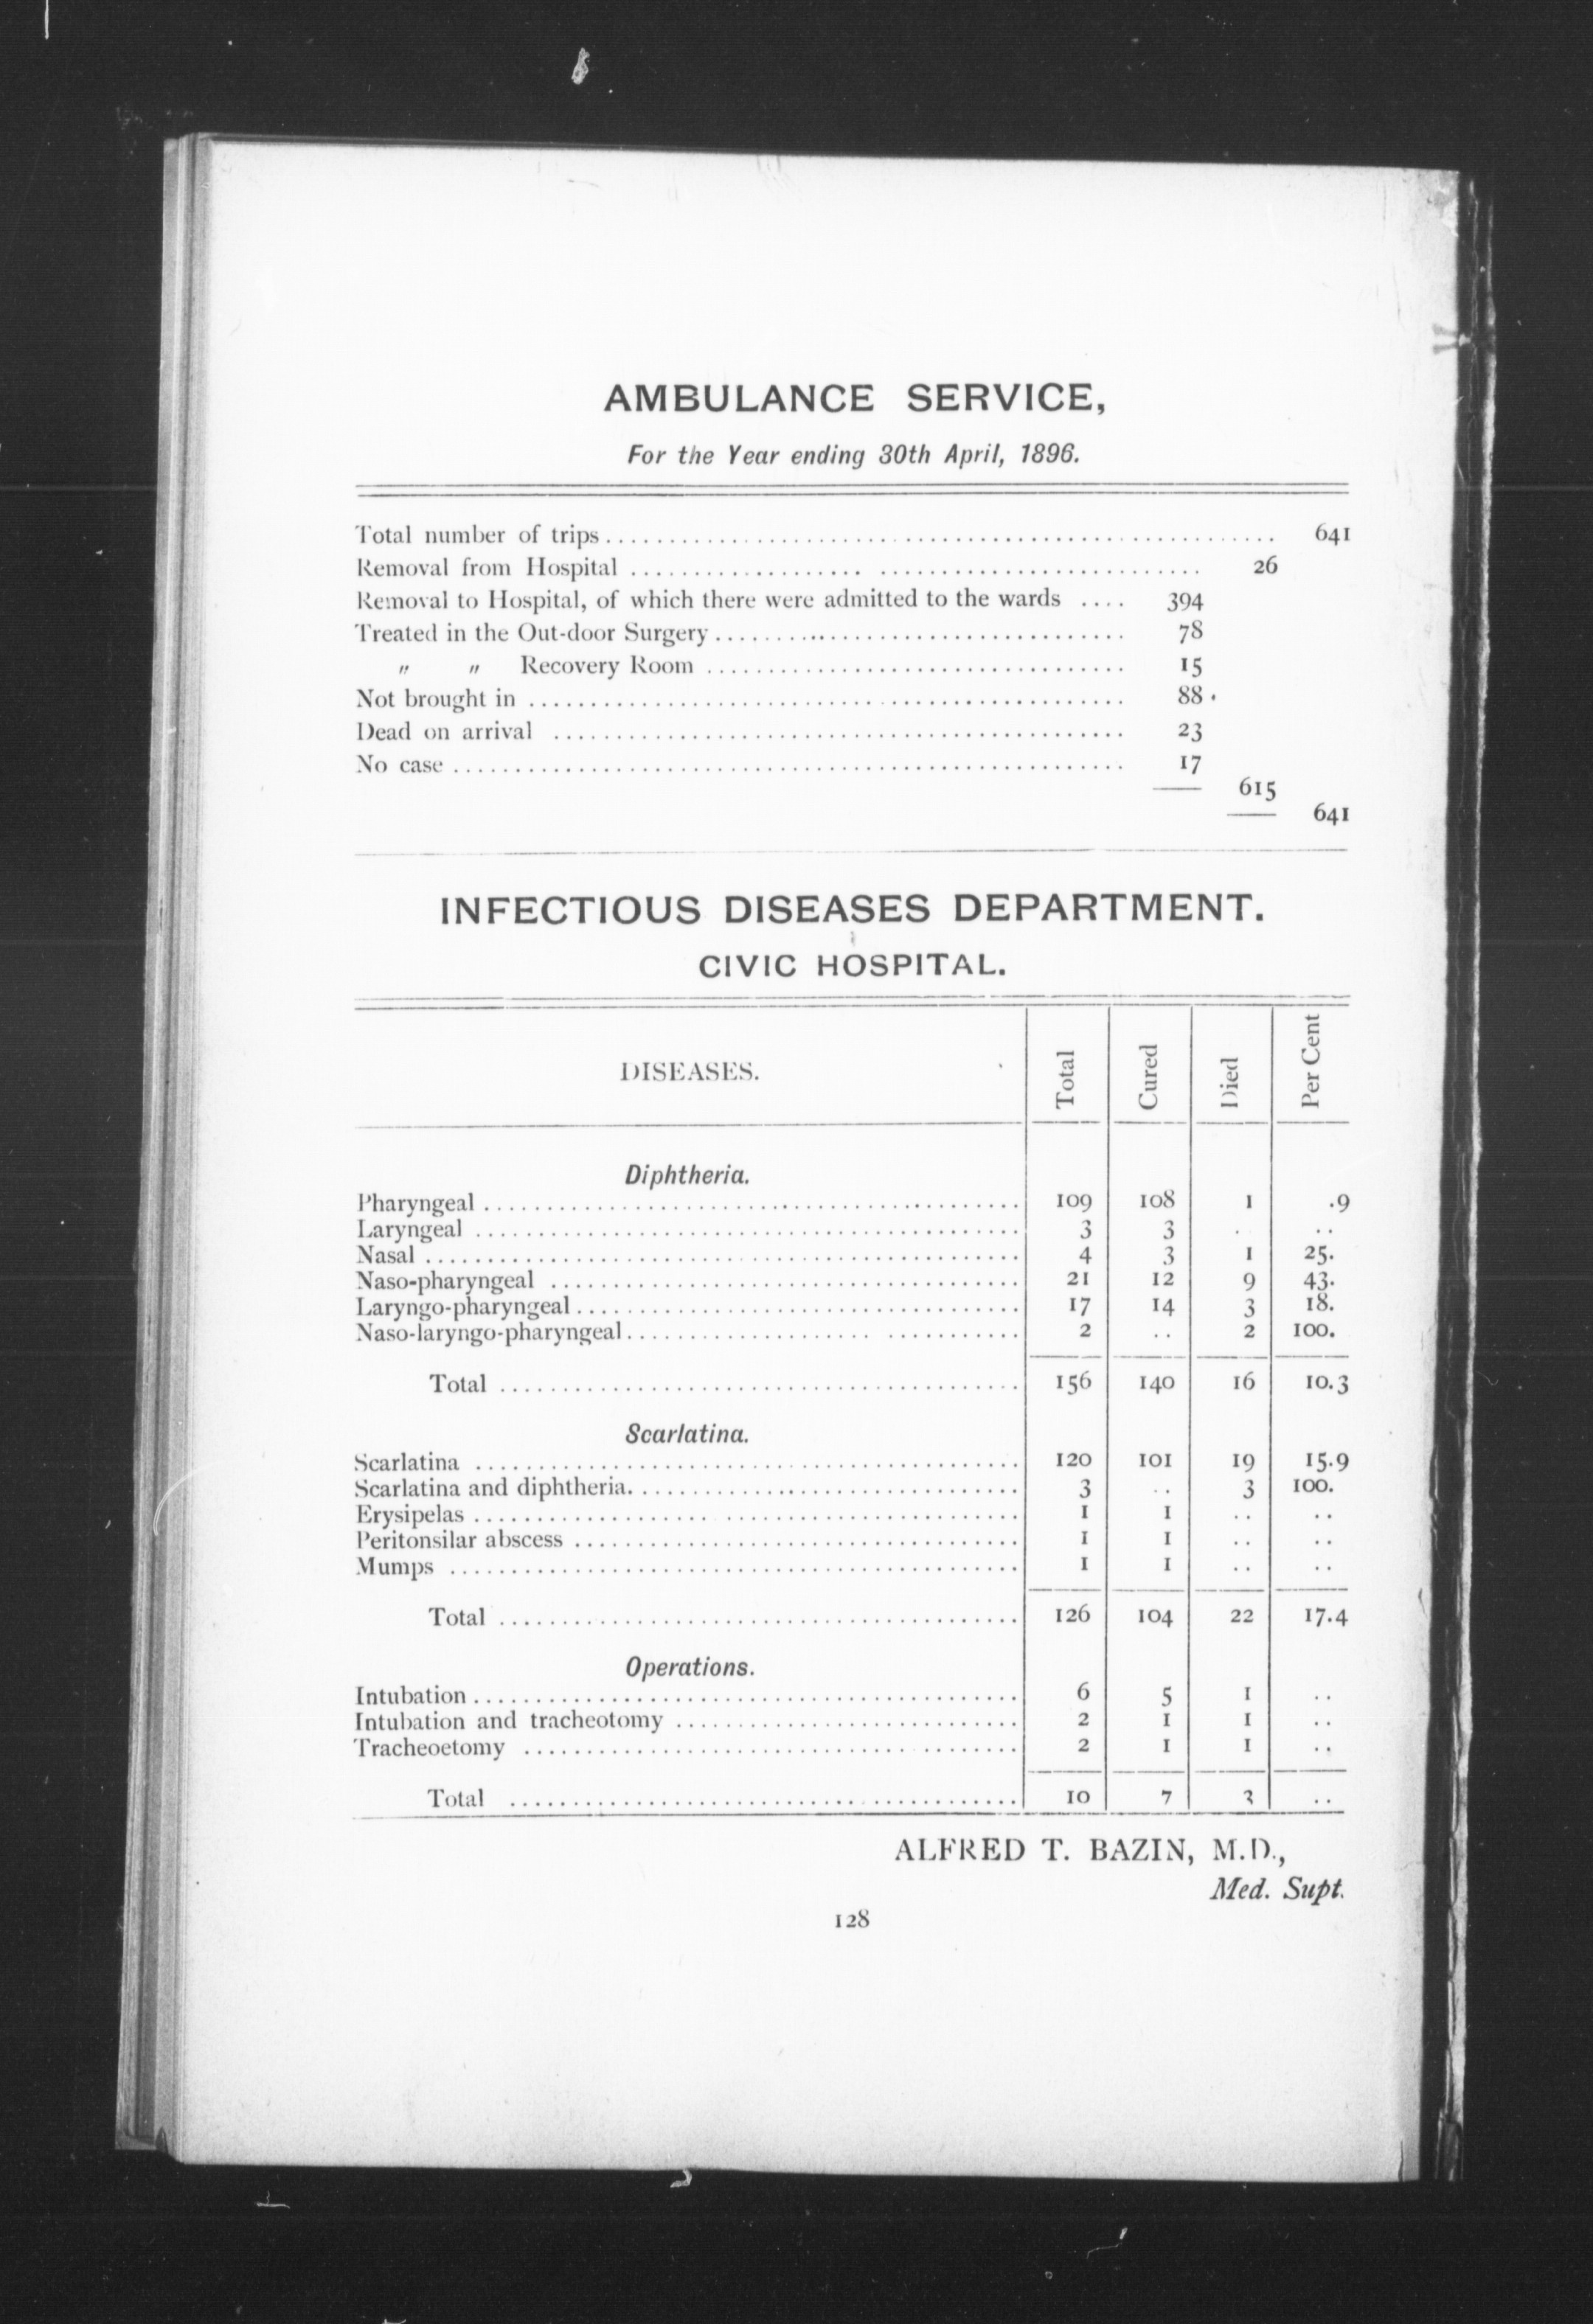 AMBULANCE SERVICE,
For the Year ending 30th April, 1896.
Total number of trips 641
Removal from Hospital 26
Removal to Hospital, of which there were admitted to the wards 394
Treated in the Out-door Surgery 78
" " Recovery Room 15
Not brought in 88
Dead on arrival 23
No case 17
615
641
INFECTIOUS DISEASES DEPARTMENT.
CIVIC HOSPITAL.
DISEASES. Total Cured Died Per Cent
Diphtheria.
Pharyngeal 109 108 1 .9
Laryngeal 3 3 .. ..
Nasal 4 3 1 25.
Naso-pharyngeal 21 12 9 43.
Laryngo-pharyngeal 17 14 3 18.
Naso-laryngo-pharyngeal 2 .. 2 100.
Total 156 140 16 10.3
Scarlatina.
Scarlatina 120 101 19 15.9
Scarlatina and diphtheria 3 .. 3 100.
Erysipelas 1 1 .. ..
Peritonsilar abscess 1 1 .. ..
Mumps 1 1 .. ..
Total 126 104 22 17.4
Operations.
Intubation 6 5 1 ..
Intubation and tracheotomy 2 1 1 ..
Tracheoetomy 2 1 1 ..
Total 10 7 3 ..
ALFRED T. BAZIN, M.D.,
Med. Supt.
128